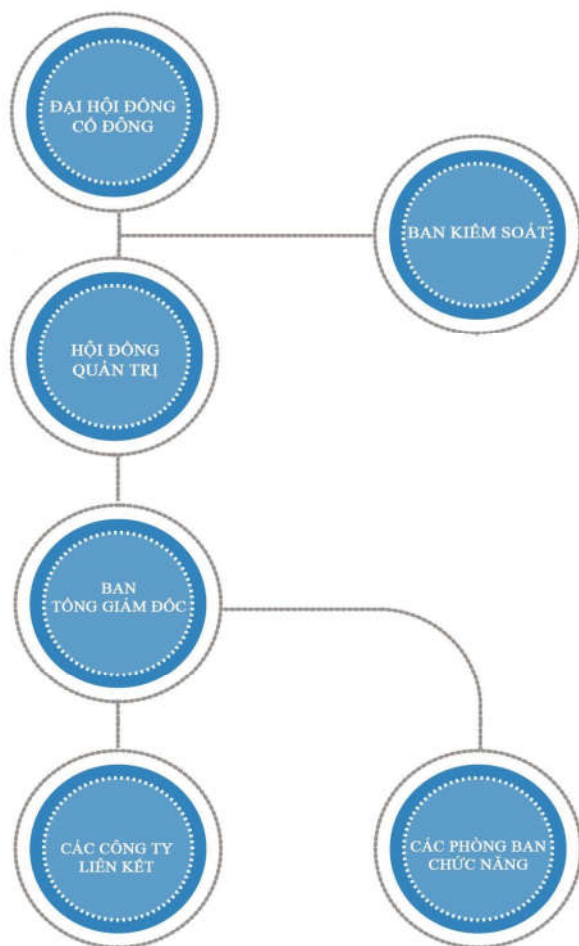 ĐẠI HỘI ĐỒNG
CỔ ĐÔNG
BAN KIỂM SOÁT
HỘI ĐỒNG
QUẢN TRỊ
BAN
TỔNG GIÁM ĐỐC
CÁC CÔNG TY
LIÊN KẾT
CÁC PHÒNG BAN
CHỨC NĂNG